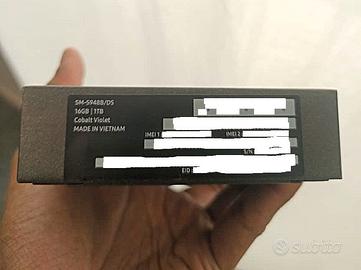 SM-S948B/DS
16GB | 1TB
Cobalt Violet
MADE IN VIETNAM
IMEI 1
IMEI 2
S/N
EID
subito